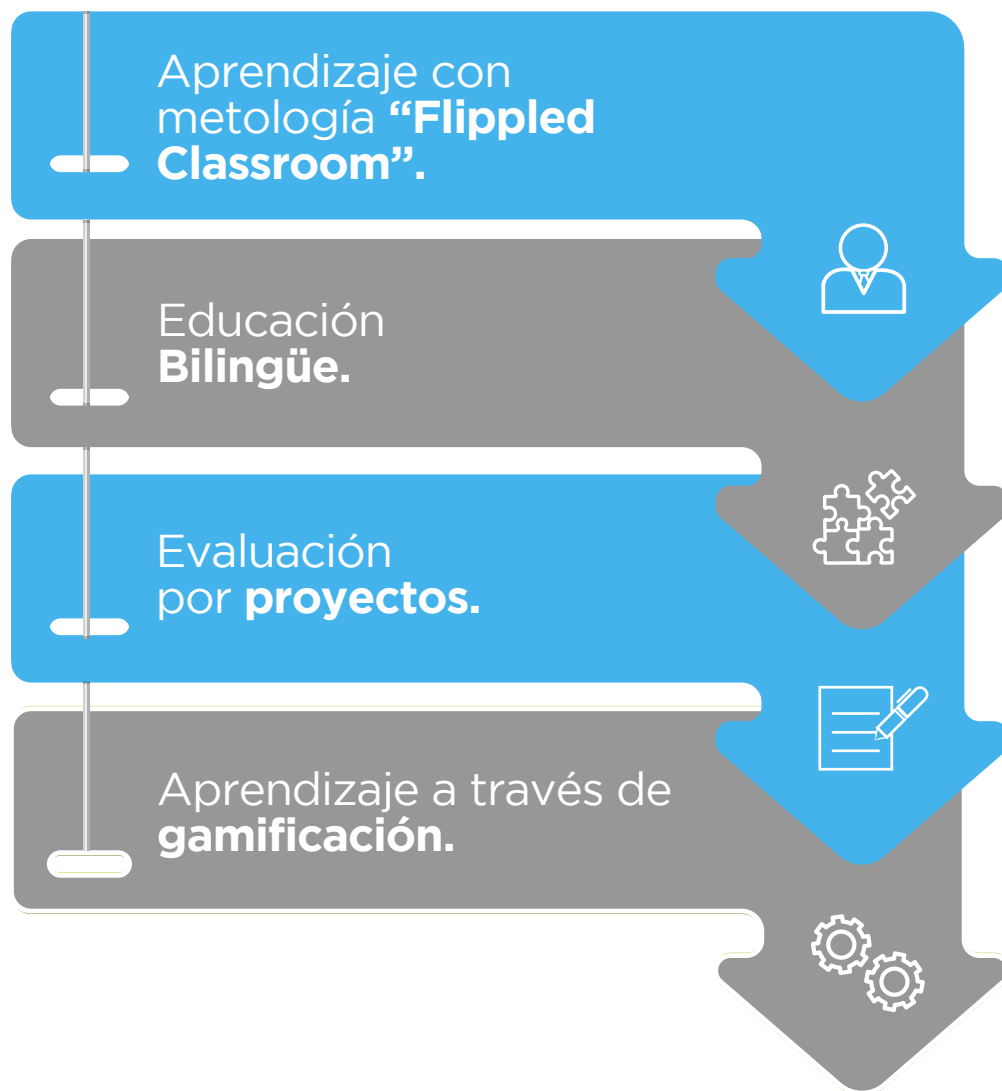 Aprendizaje con
metología “Flippled
Classroom”.
Educación
Bilingüe.
Evaluación
por proyectos.
Aprendizaje a través de
gamificación.